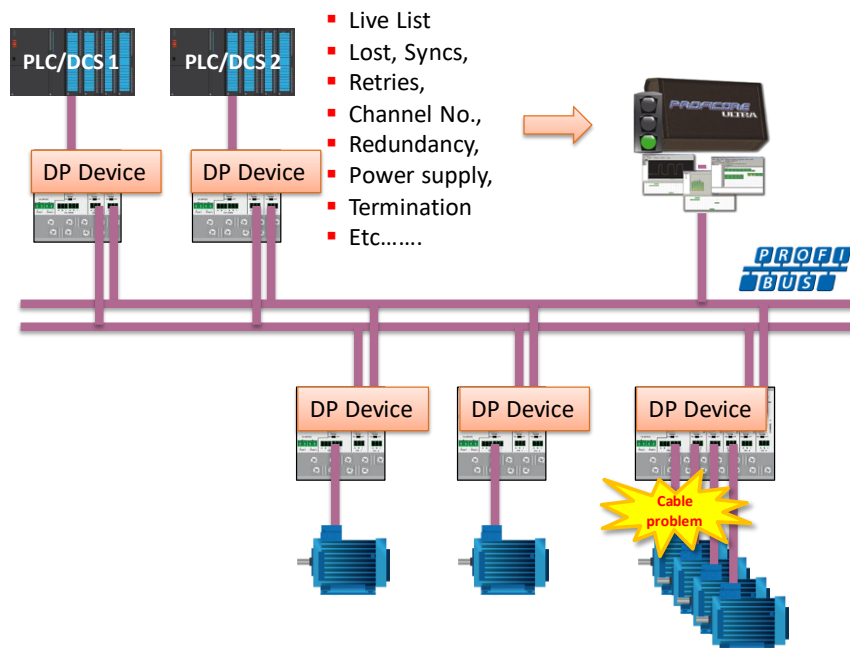 PLC/DCS 1
PLC/DCS 2
Live List
Lost, Syncs,
Retries,
Channel No.,
Redundancy,
Power supply,
Termination
Etc…….
PROFICORE
ULTRA
DP Device
DP Device
PROFI
BUS
DP Device
DP Device
DP Device
Cable
problem